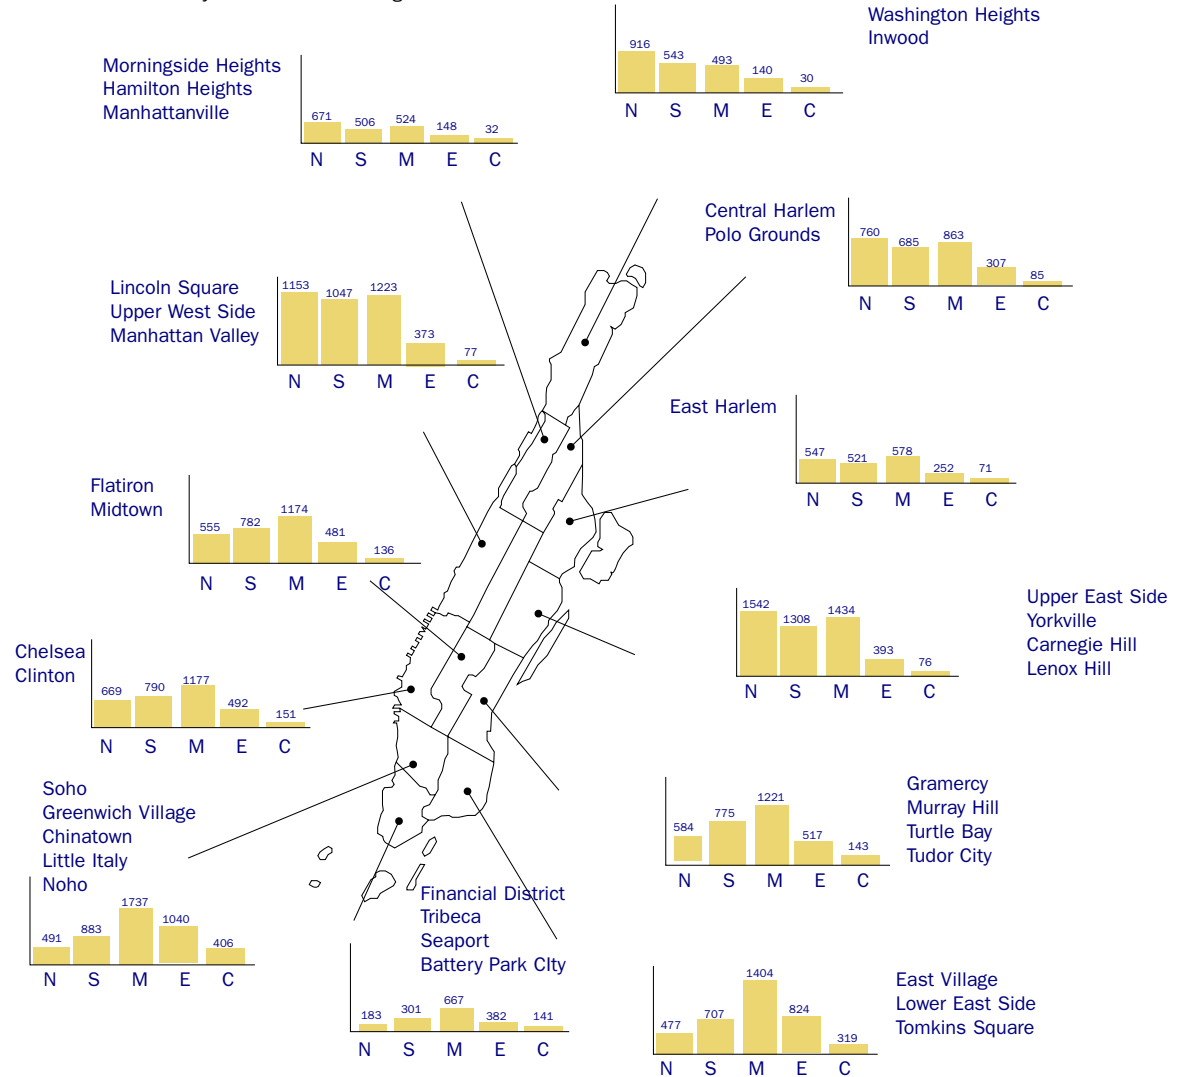 Washington Heights
Inwood
916 543 493 140 30
N S M E C
Morningside Heights
Hamilton Heights
Manhattanville
671 506 524 148 32
N S M E C
Central Harlem
Polo Grounds
760 685 863 307 85
N S M E C
Lincoln Square
Upper West Side
Manhattan Valley
1153 1047 1223 373 77
N S M E C
East Harlem
547 521 578 252 71
N S M E C
Flatiron
Midtown
555 782 1174 481 136
N S M E C
Upper East Side
Yorkville
Carnegie Hill
Lenox Hill
1542 1308 1434 393 76
N S M E C
Chelsea
Clinton
669 790 1177 492 151
N S M E C
Gramercy
Murray Hill
Turtle Bay
Tudor City
584 775 1221 517 143
N S M E C
Soho
Greenwich Village
Chinatown
Little Italy
Noho
491 883 1737 1040 406
N S M E C
Financial District
Tribeca
Seaport
Battery Park CIty
183 301 667 382 141
N S M E C
East Village
Lower East Side
Tomkins Square
477 707 1404 824 319
N S M E C